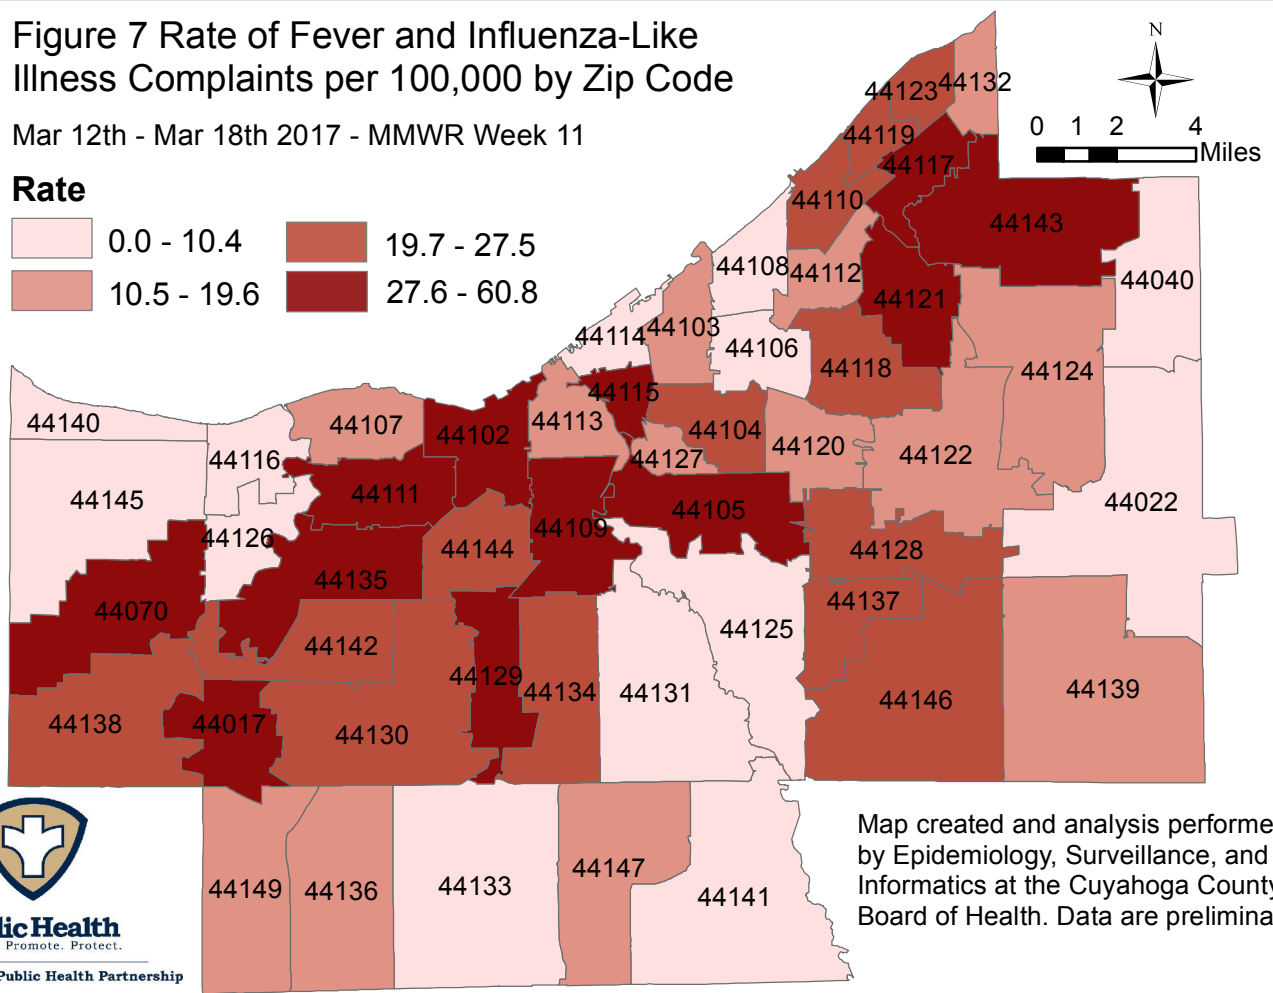 Figure 7 Rate of Fever and Influenza-Like
Illness Complaints per 100,000 by Zip Code
Mar 12th - Mar 18th 2017 - MMWR Week 11
Rate
0.0 - 10.4
19.7 - 27.5
10.5 - 19.6
27.6 - 60.8
N
0 1 2 4
Miles
44132
44123
44119
44117
44110
44143
44108
44112
44040
44121
44114
44103
44106
44118
44124
44115
44140
44107
44102
44113
44104
44120
44122
44116
44127
44145
44111
44105
44022
44126
44109
44144
44128
44135
44070
44137
44125
44142
44129
44134
44131
44139
44146
44138
44017
44130
44149
44136
44133
44147
44141
Map created and analysis performe
by Epidemiology, Surveillance, and
Informatics at the Cuyahoga County
Board of Health. Data are prelimina
lic Health
Promote. Protect.
Public Health Partnership